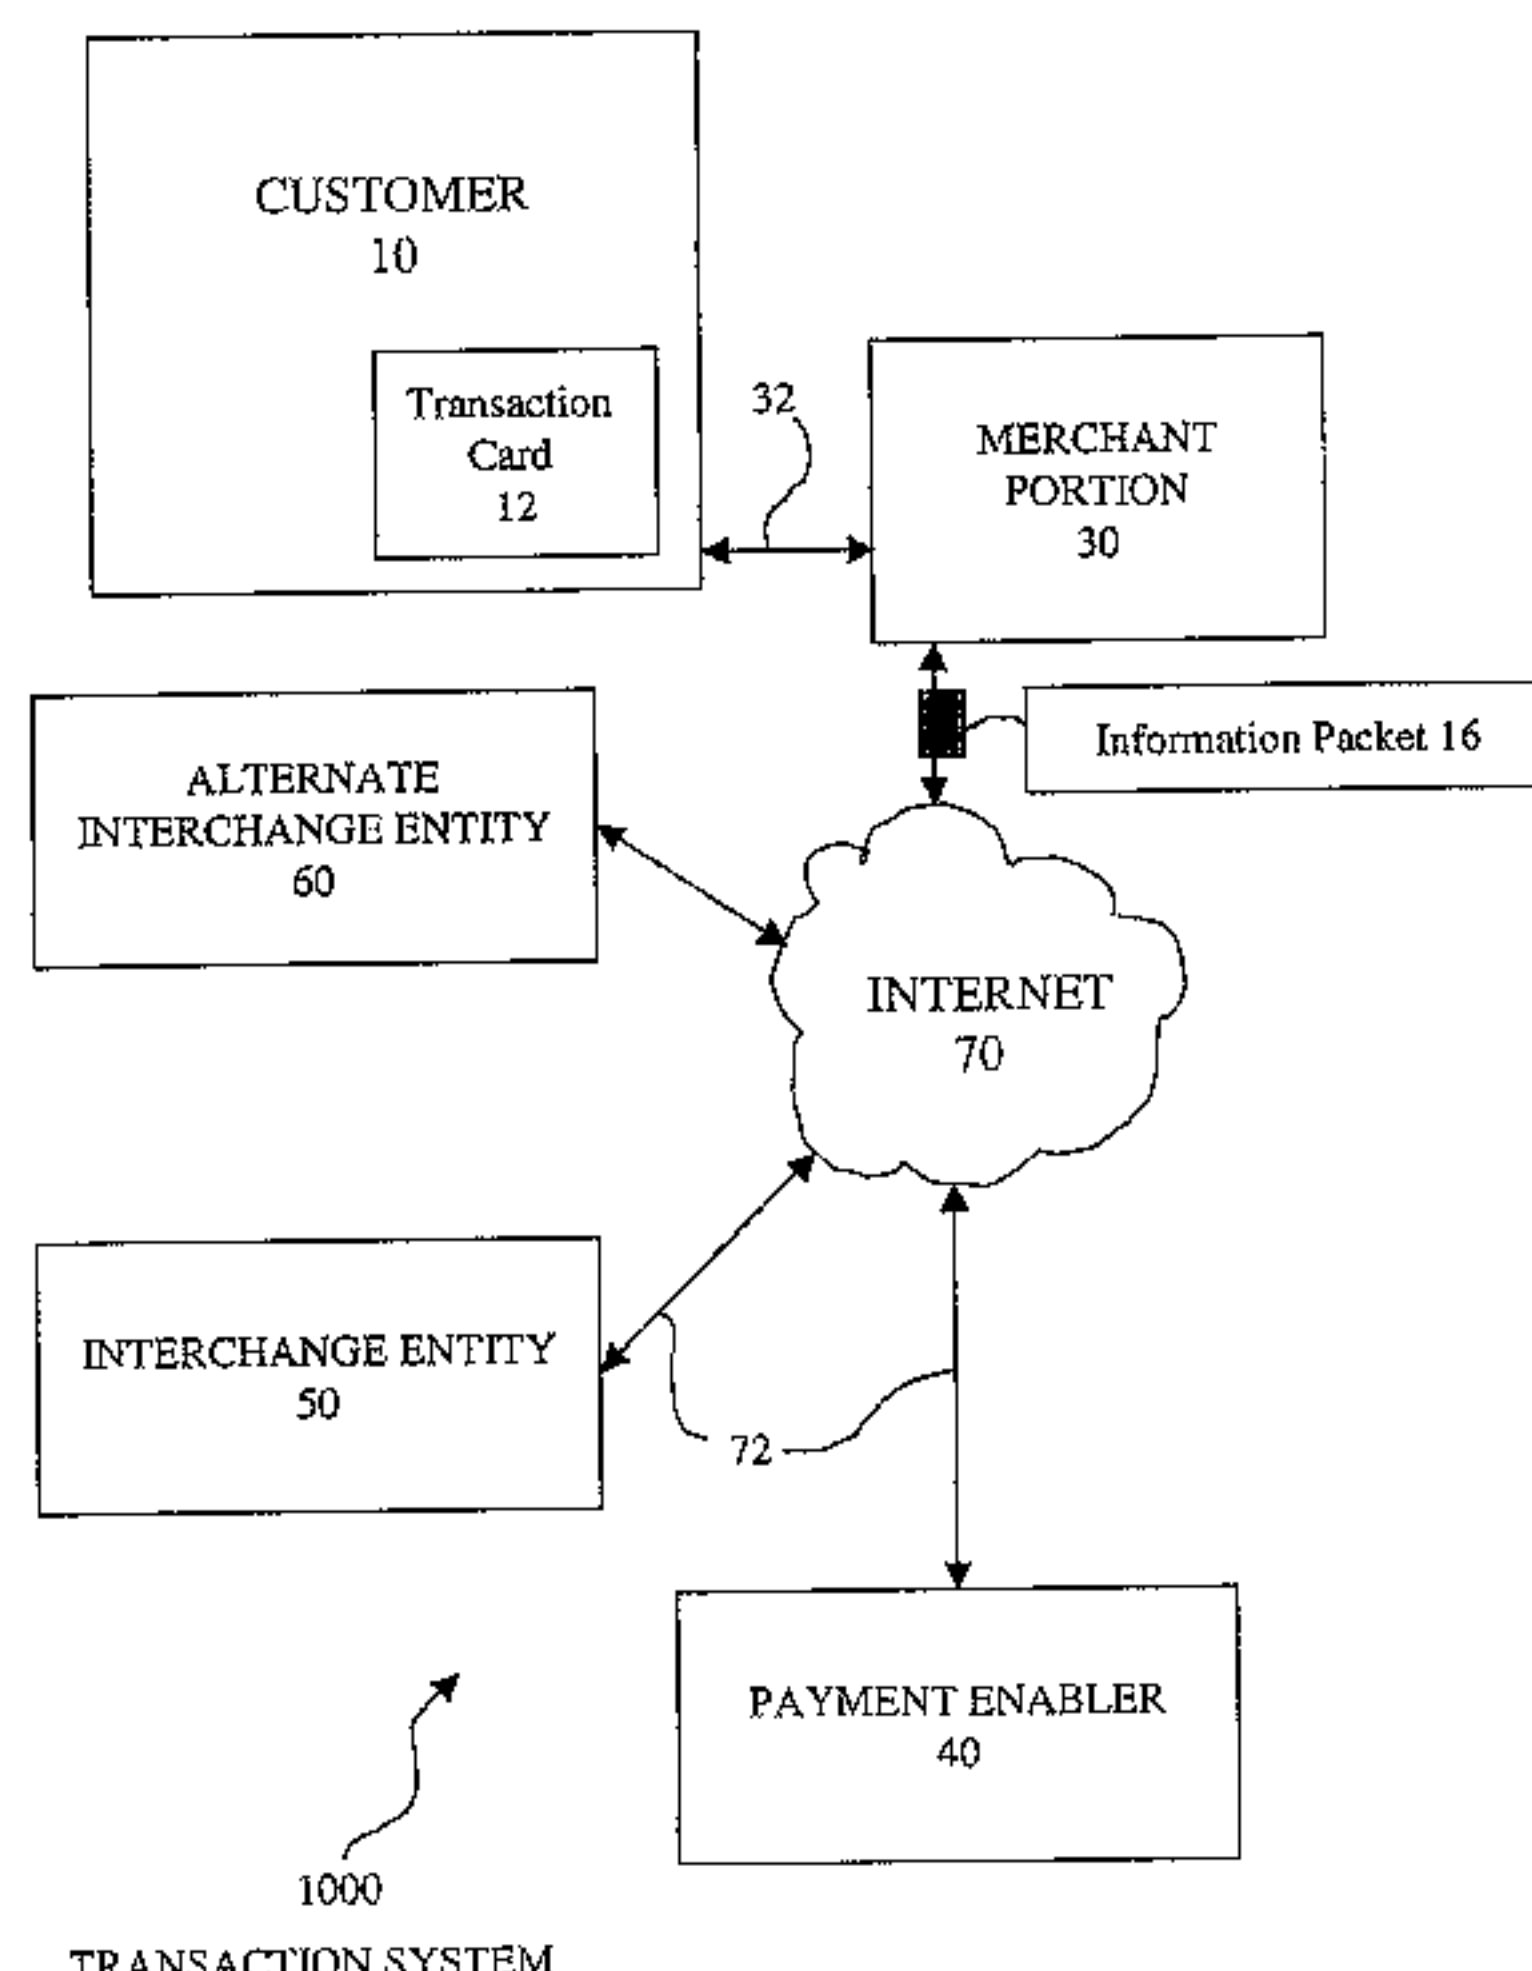 CUSTOMER
10
Transaction
Card
12
32
MERCHANT
PORTION
30
Information Packet 16
ALTERNATE
INTERCHANGE ENTITY
60
INTERNET
70
INTERCHANGE ENTITY
50
72
PAYMENT ENABLER
40
1000
TRANSACTION SYSTEM